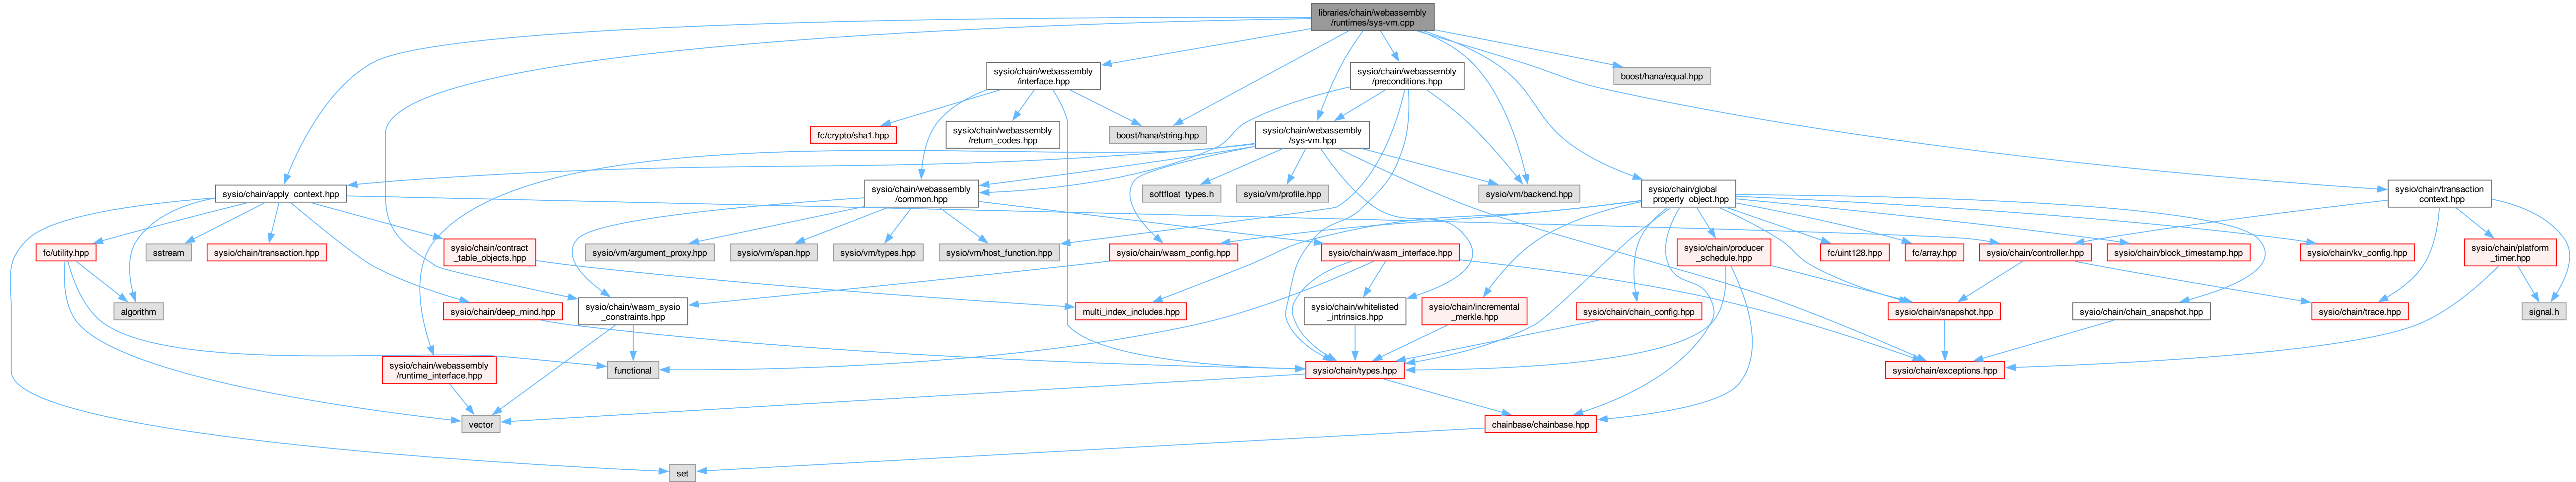 libraries/chain/webassembly
/runtimes/sys-vm.cpp
sysio/chain/webassembly
/interface.hpp
sysio/chain/webassembly
/preconditions.hpp
boost/hana/equal.hpp
fc/crypto/sha1.hpp
sysio/chain/webassembly
/return_codes.hpp
boost/hana/string.hpp
sysio/chain/webassembly
/sys-vm.hpp
sysio/chain/apply_context.hpp
sysio/chain/webassembly
/common.hpp
softfloat_types.h
sysio/vm/profile.hpp
sysio/vm/backend.hpp
sysio/chain/global
_property_object.hpp
sysio/chain/transaction
_context.hpp
fc/utility.hpp
sstream
sysio/chain/transaction.hpp
sysio/chain/contract
_table_objects.hpp
sysio/vm/argument_proxy.hpp
sysio/vm/span.hpp
sysio/vm/types.hpp
sysio/vm/host_function.hpp
sysio/chain/wasm_config.hpp
sysio/chain/wasm_interface.hpp
sysio/chain/producer
_schedule.hpp
fc/uint128.hpp
fc/array.hpp
sysio/chain/controller.hpp
sysio/chain/block_timestamp.hpp
sysio/chain/kv_config.hpp
sysio/chain/platform
_timer.hpp
algorithm
sysio/chain/deep_mind.hpp
sysio/chain/wasm_sysio
_constraints.hpp
multi_index_includes.hpp
sysio/chain/whitelisted
_intrinsics.hpp
sysio/chain/incremental
_merkle.hpp
sysio/chain/chain_config.hpp
sysio/chain/snapshot.hpp
sysio/chain/chain_snapshot.hpp
sysio/chain/trace.hpp
signal.h
sysio/chain/webassembly
/runtime_interface.hpp
functional
sysio/chain/types.hpp
sysio/chain/exceptions.hpp
vector
chainbase/chainbase.hpp
set